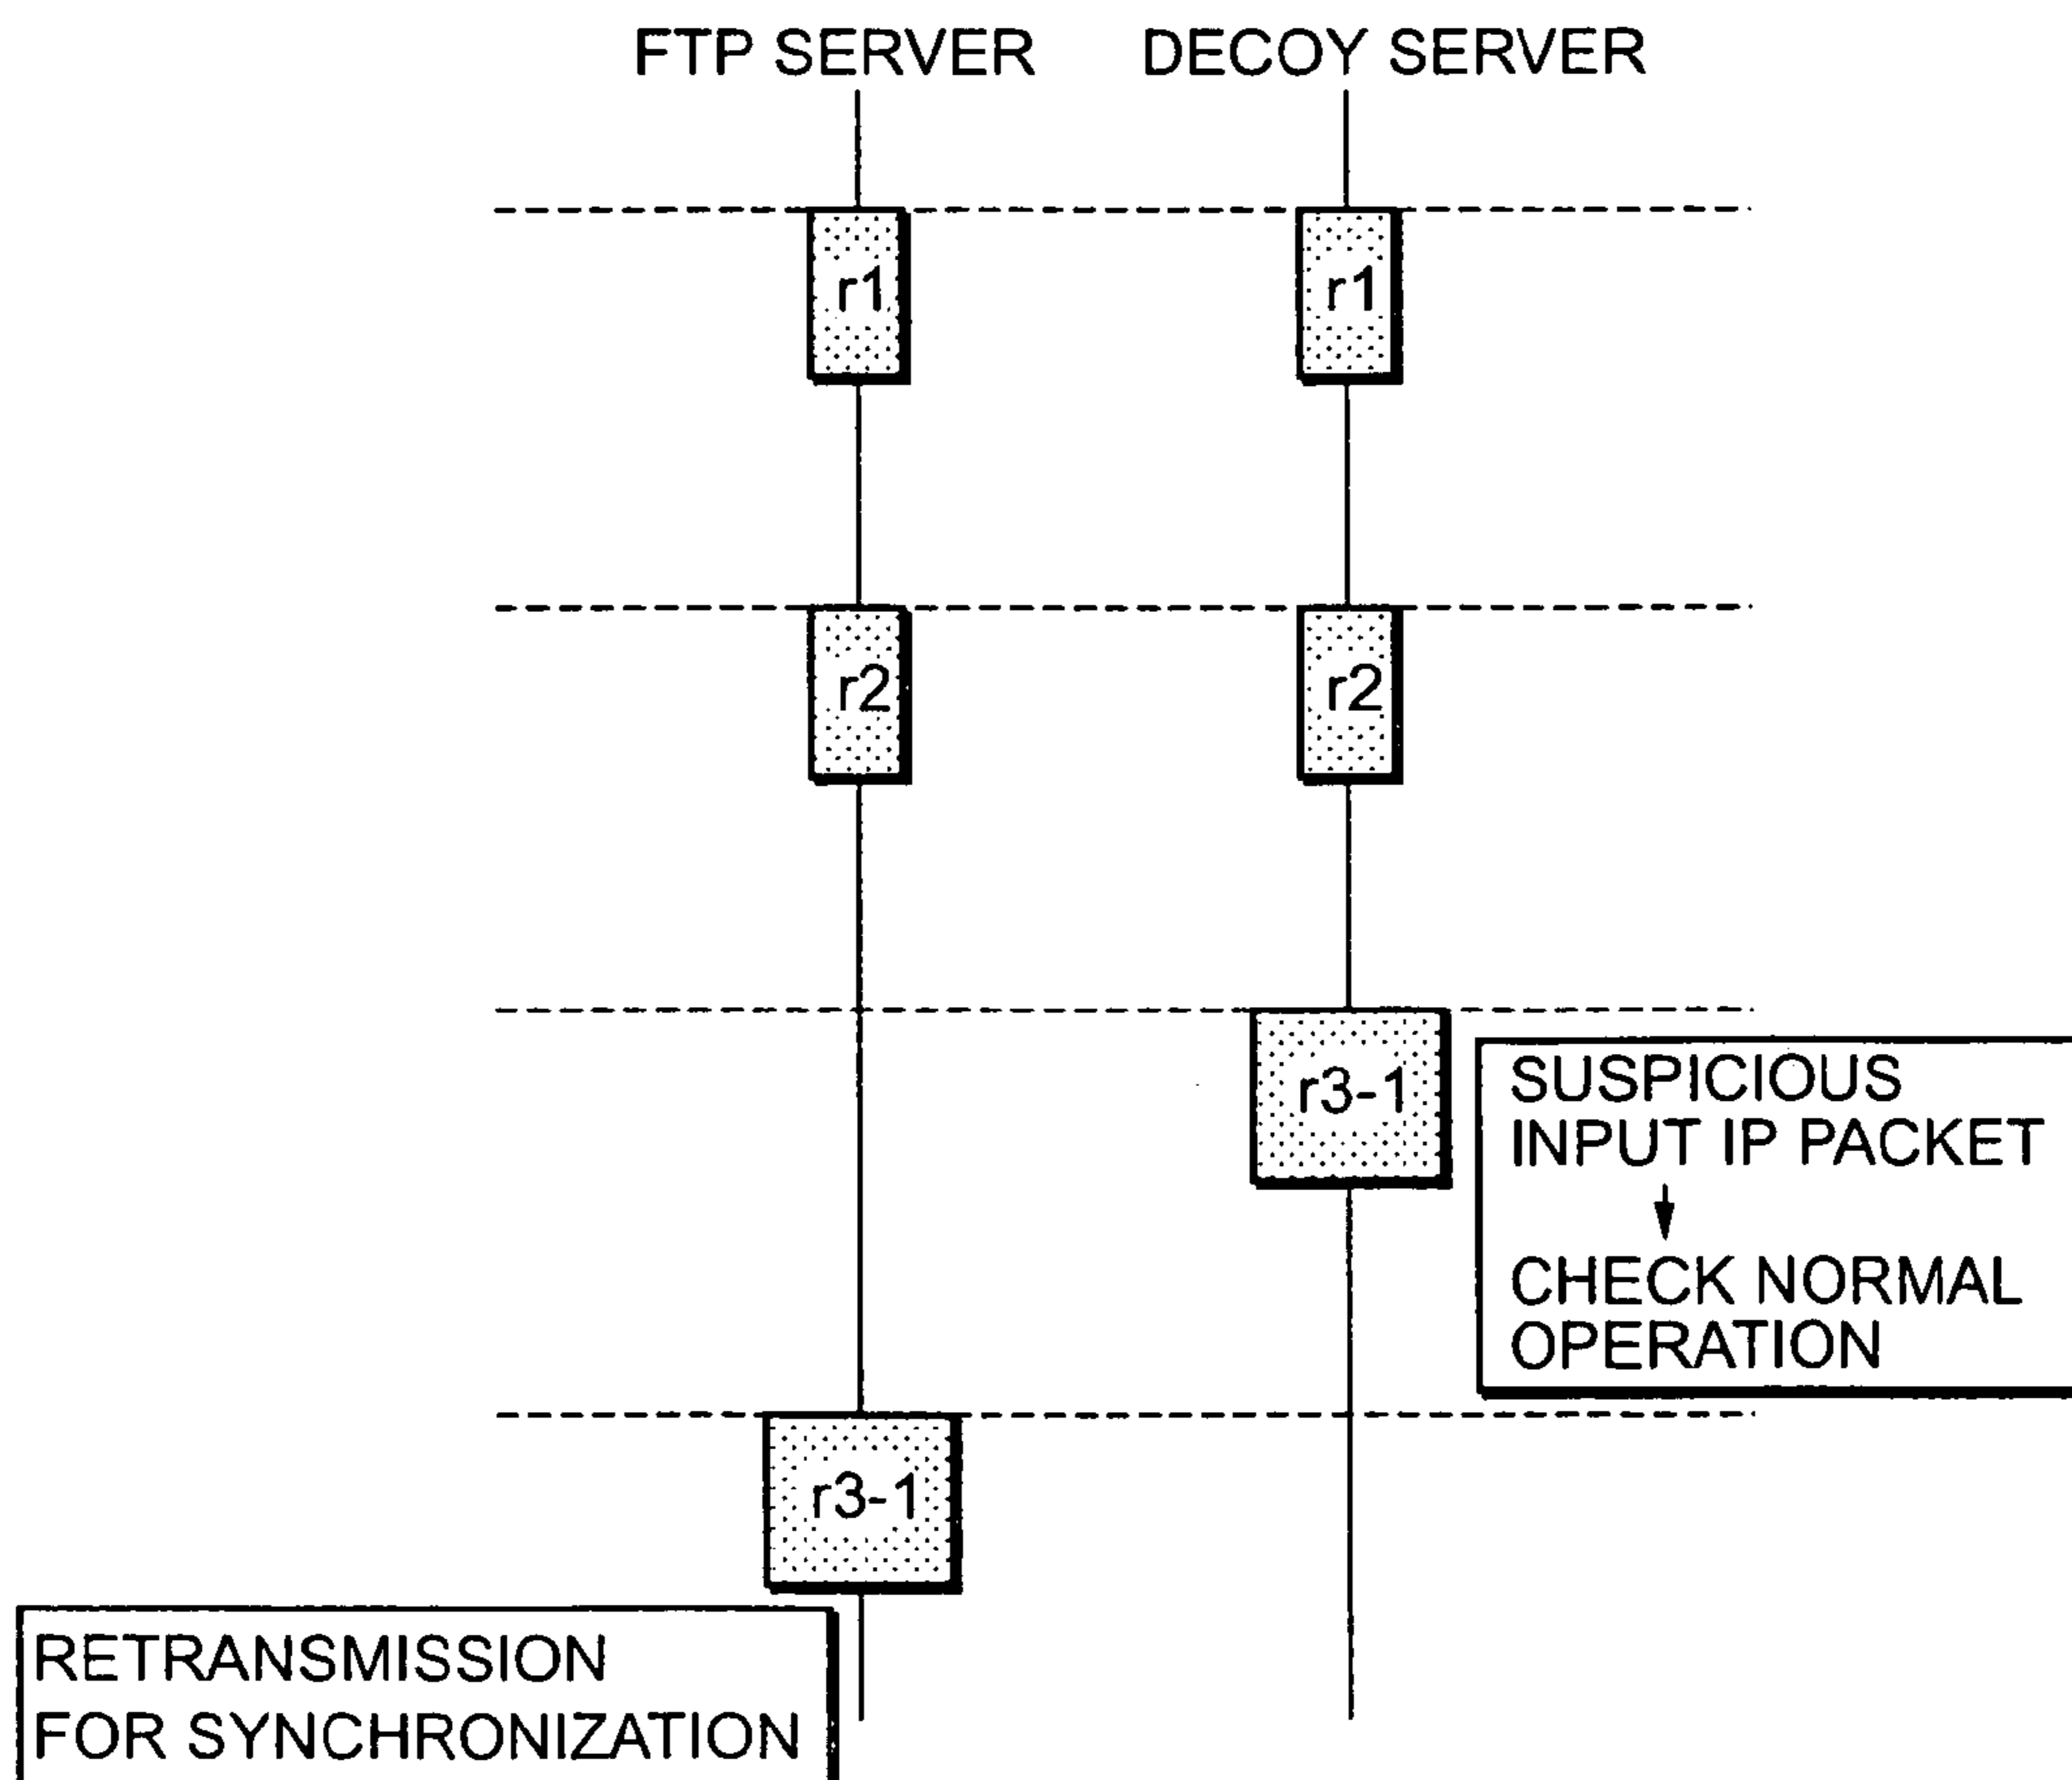 FTP SERVER DECOY SERVER
r1 r1
r2 r2
r3-1
SUSPICIOUS
INPUT IP PACKET
CHECK NORMAL
OPERATION
r3-1
RETRANSMISSION
FOR SYNCHRONIZATION